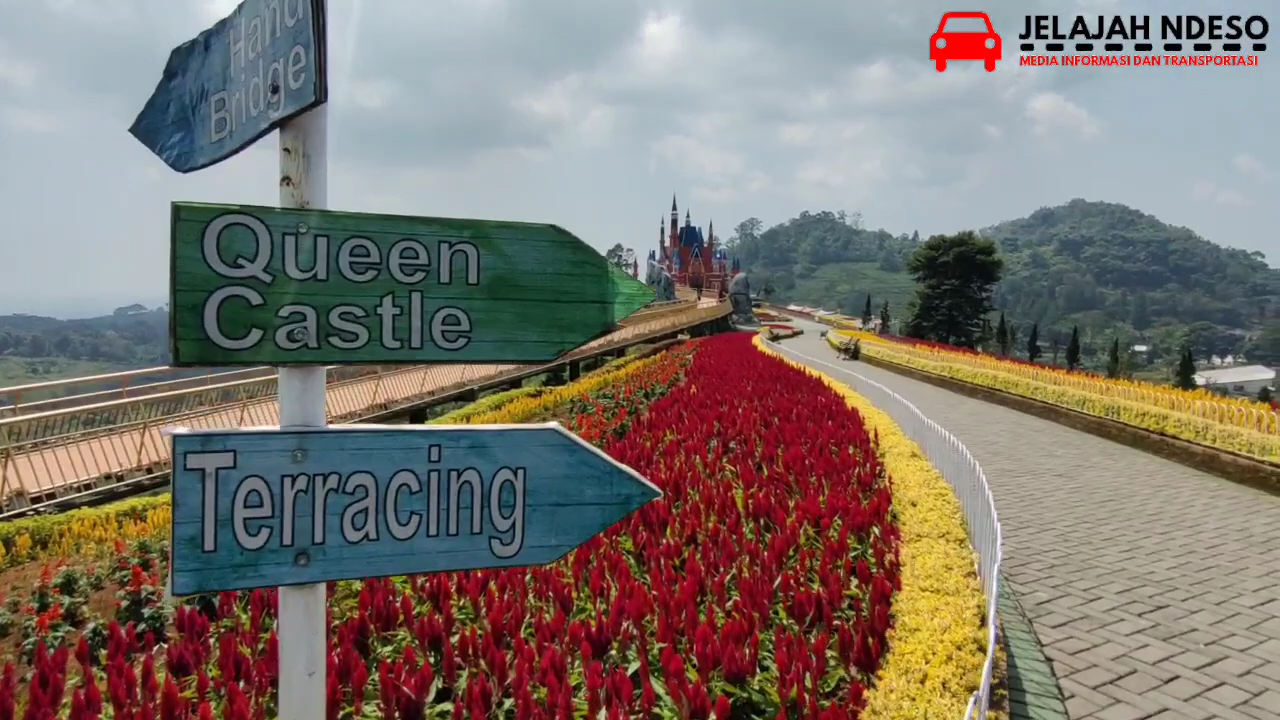 Hand
Bridge
Queen
Castle
Terracing
JELAJAH NDESO
MEDIA INFORMASI DAN TRANSPORTASI